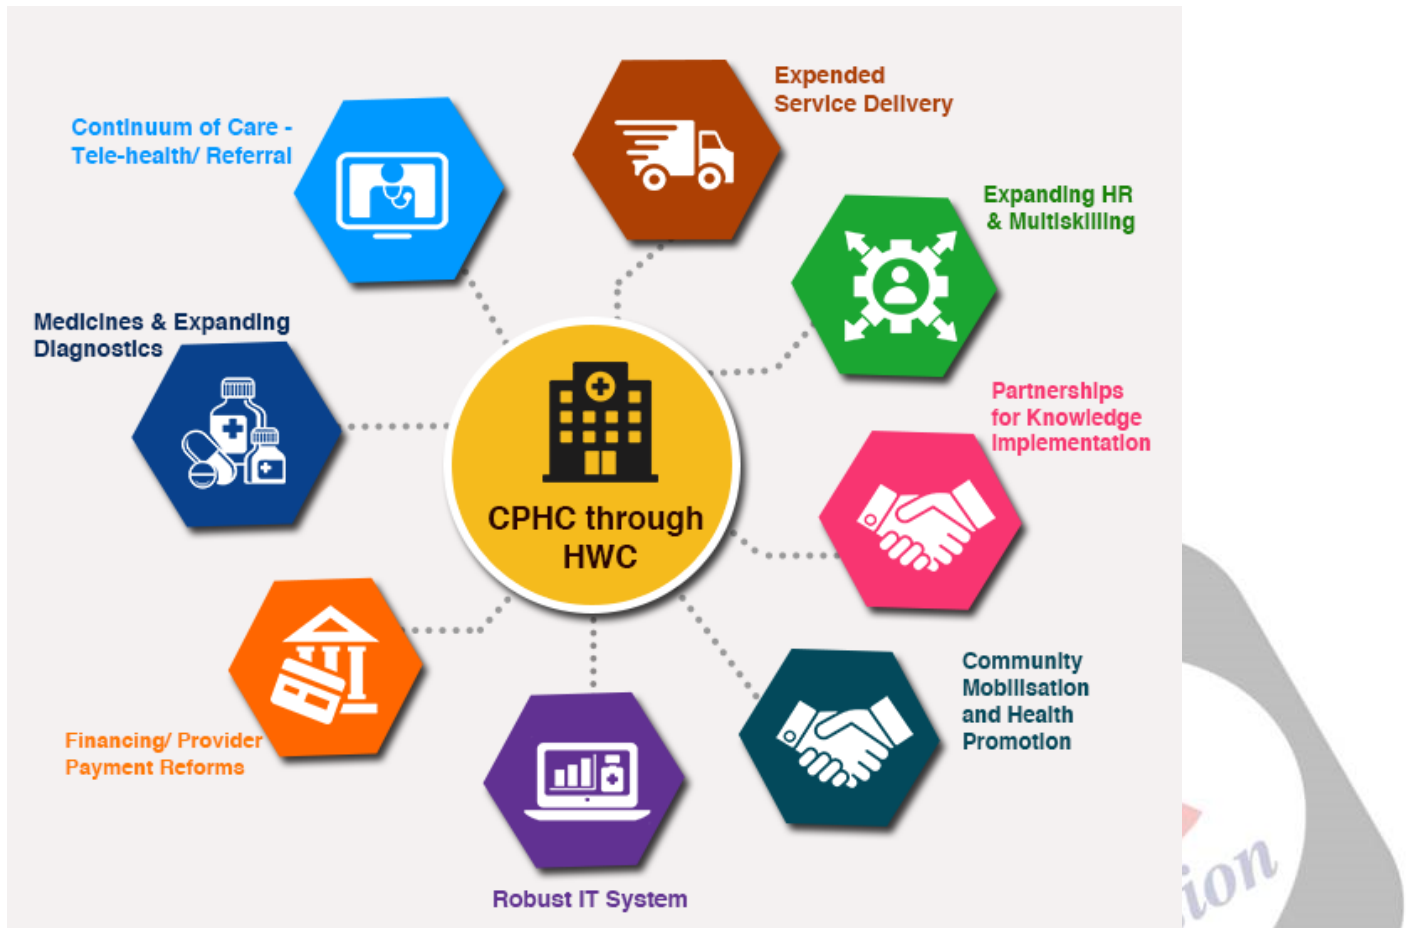 Expended
Service Delivery
Continuum of Care -
Tele-health/ Referral
Expanding HR
& Multiskilling
Medicines & Expanding
Diagnostics
Partnerships
for Knowledge
Implementation
CPHC through
HWC
Community
Mobilisation
and Health
Promotion
Financing/ Provider
Payment Reforms
Robust IT System